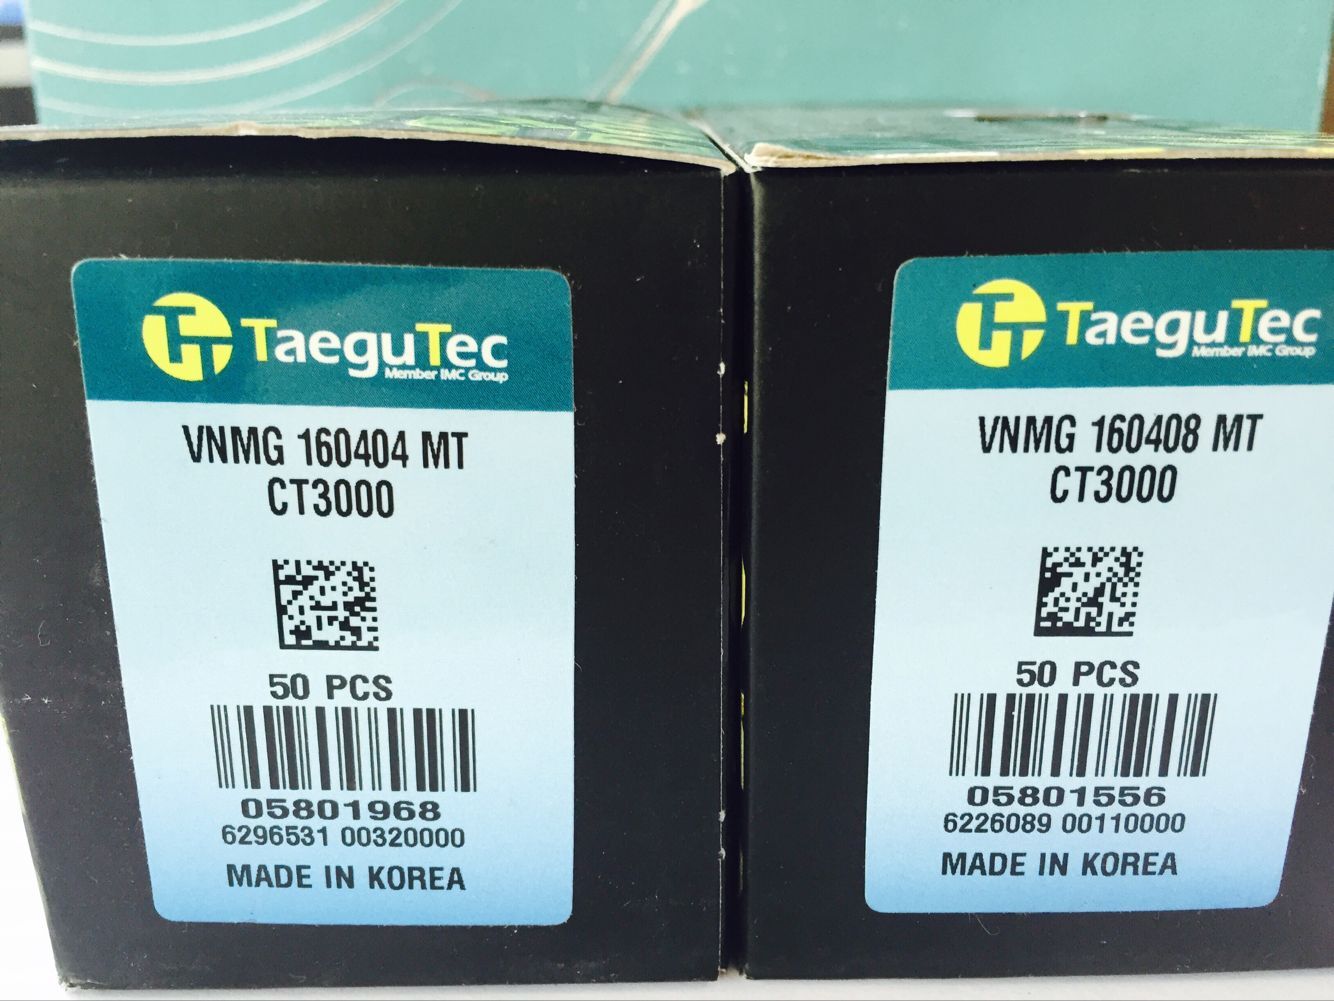 TaeguTec
Member IMC Group
VNMG 160404 MT
CT3000
50 PCS
05801968
6296531 00320000
MADE IN KOREA
TaeguTec
Member IMC Group
VNMG 160408 MT
CT3000
50 PCS
05801556
6226089 00110000
MADE IN KOREA